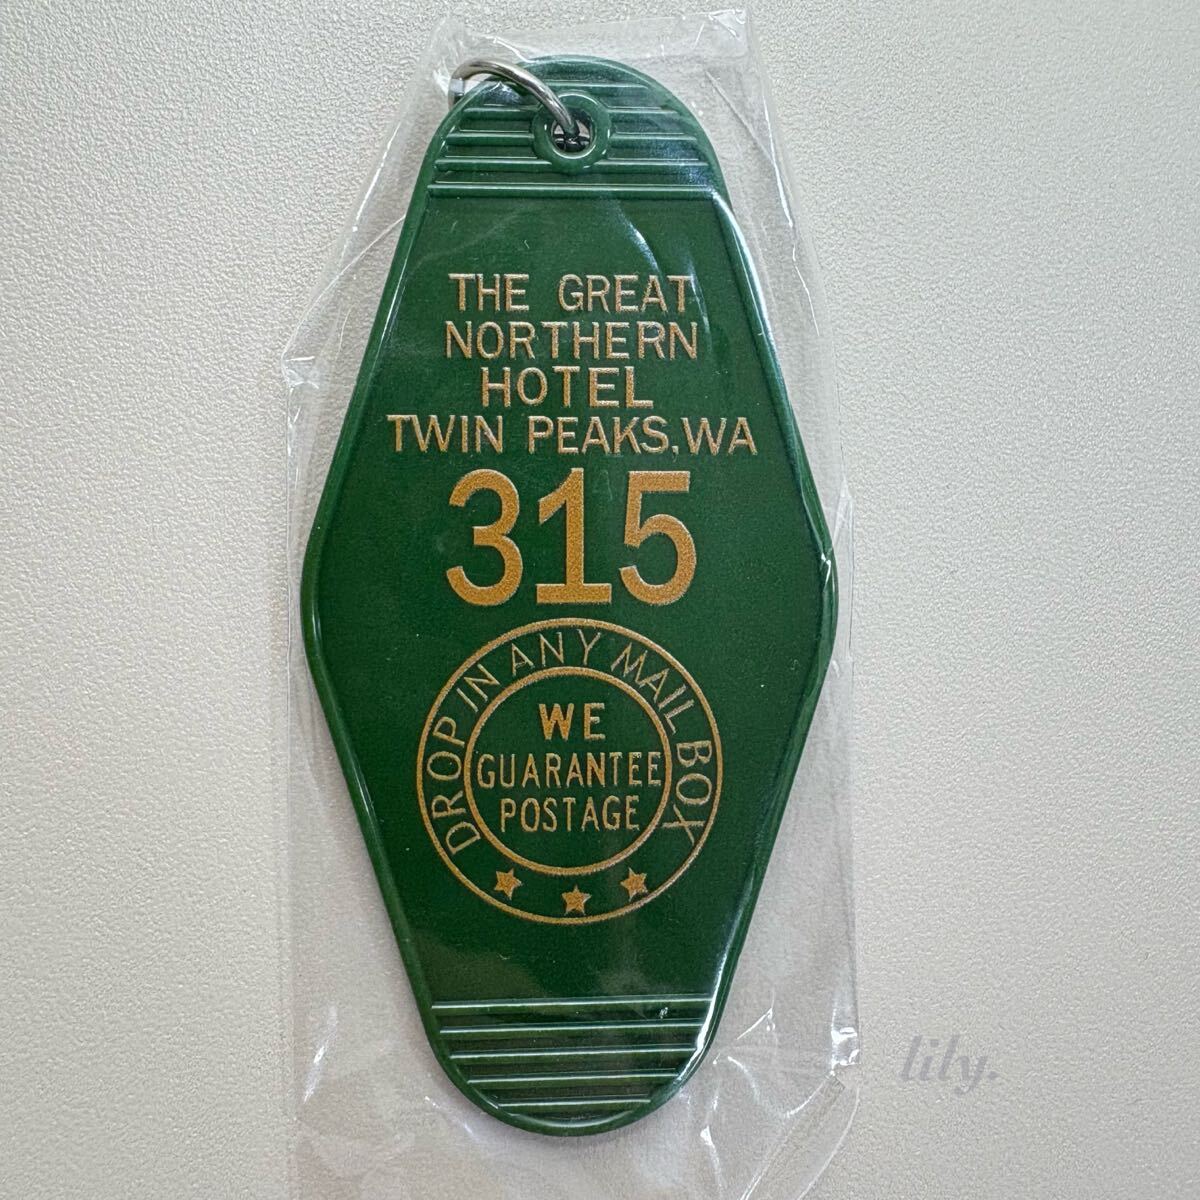 THE GREAT
NORTHERN
HOTEL
TWIN PEAKS.WA
315
DROP IN ANY MAIL BOX
WE
GUARANTEE
POSTAGE
lily.